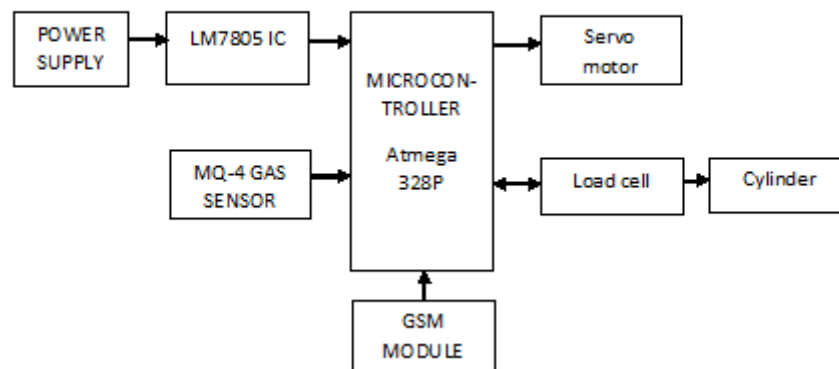 POWER
SUPPLY
LM7805 IC
MICROCON-
TROLLER
Atmega
328P
Servo
motor
MQ-4 GAS
SENSOR
Load cell
Cylinder
GSM
MODULE